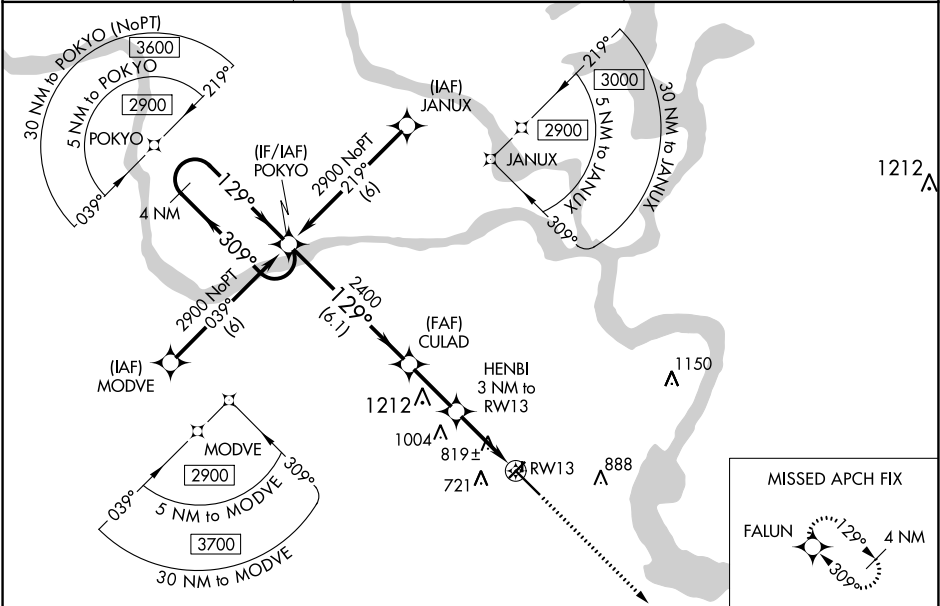 30 NM to POKYO (NoPT)
3600
5 NM to POKYO
2900
219°
POKYO
039°
(IAF)
JANUX
219°
3000
30 NM to JANUX
5 NM to JANUX
2900
JANUX
309°
1212
(IF/IAF)
POKYO
2900 NoPT
219°
(6)
129°
4 NM
309°
2900 NoPT
039°
(6)
2400
129°
(6.1)
(IAF)
MODVE
(FAF)
CULAD
HENBI
3 NM to
RW13
1150
1212
1004
819±
RW13
721
888
MODVE
2900
039°
309°
5 NM to MODVE
3700
30 NM to MODVE
MISSED APCH FIX
FALUN
129°
4 NM
309°